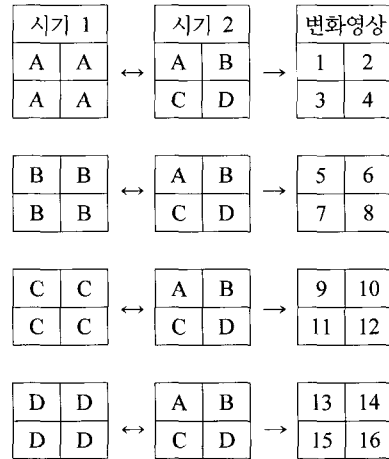 시기 1 시기 2 변화영상
A A ↔ A B → 1 2
A A C D 3 4
B B ↔ A B → 5 6
B B C D 7 8
C C ↔ A B → 9 10
C C C D 11 12
D D ↔ A B → 13 14
D D C D 15 16